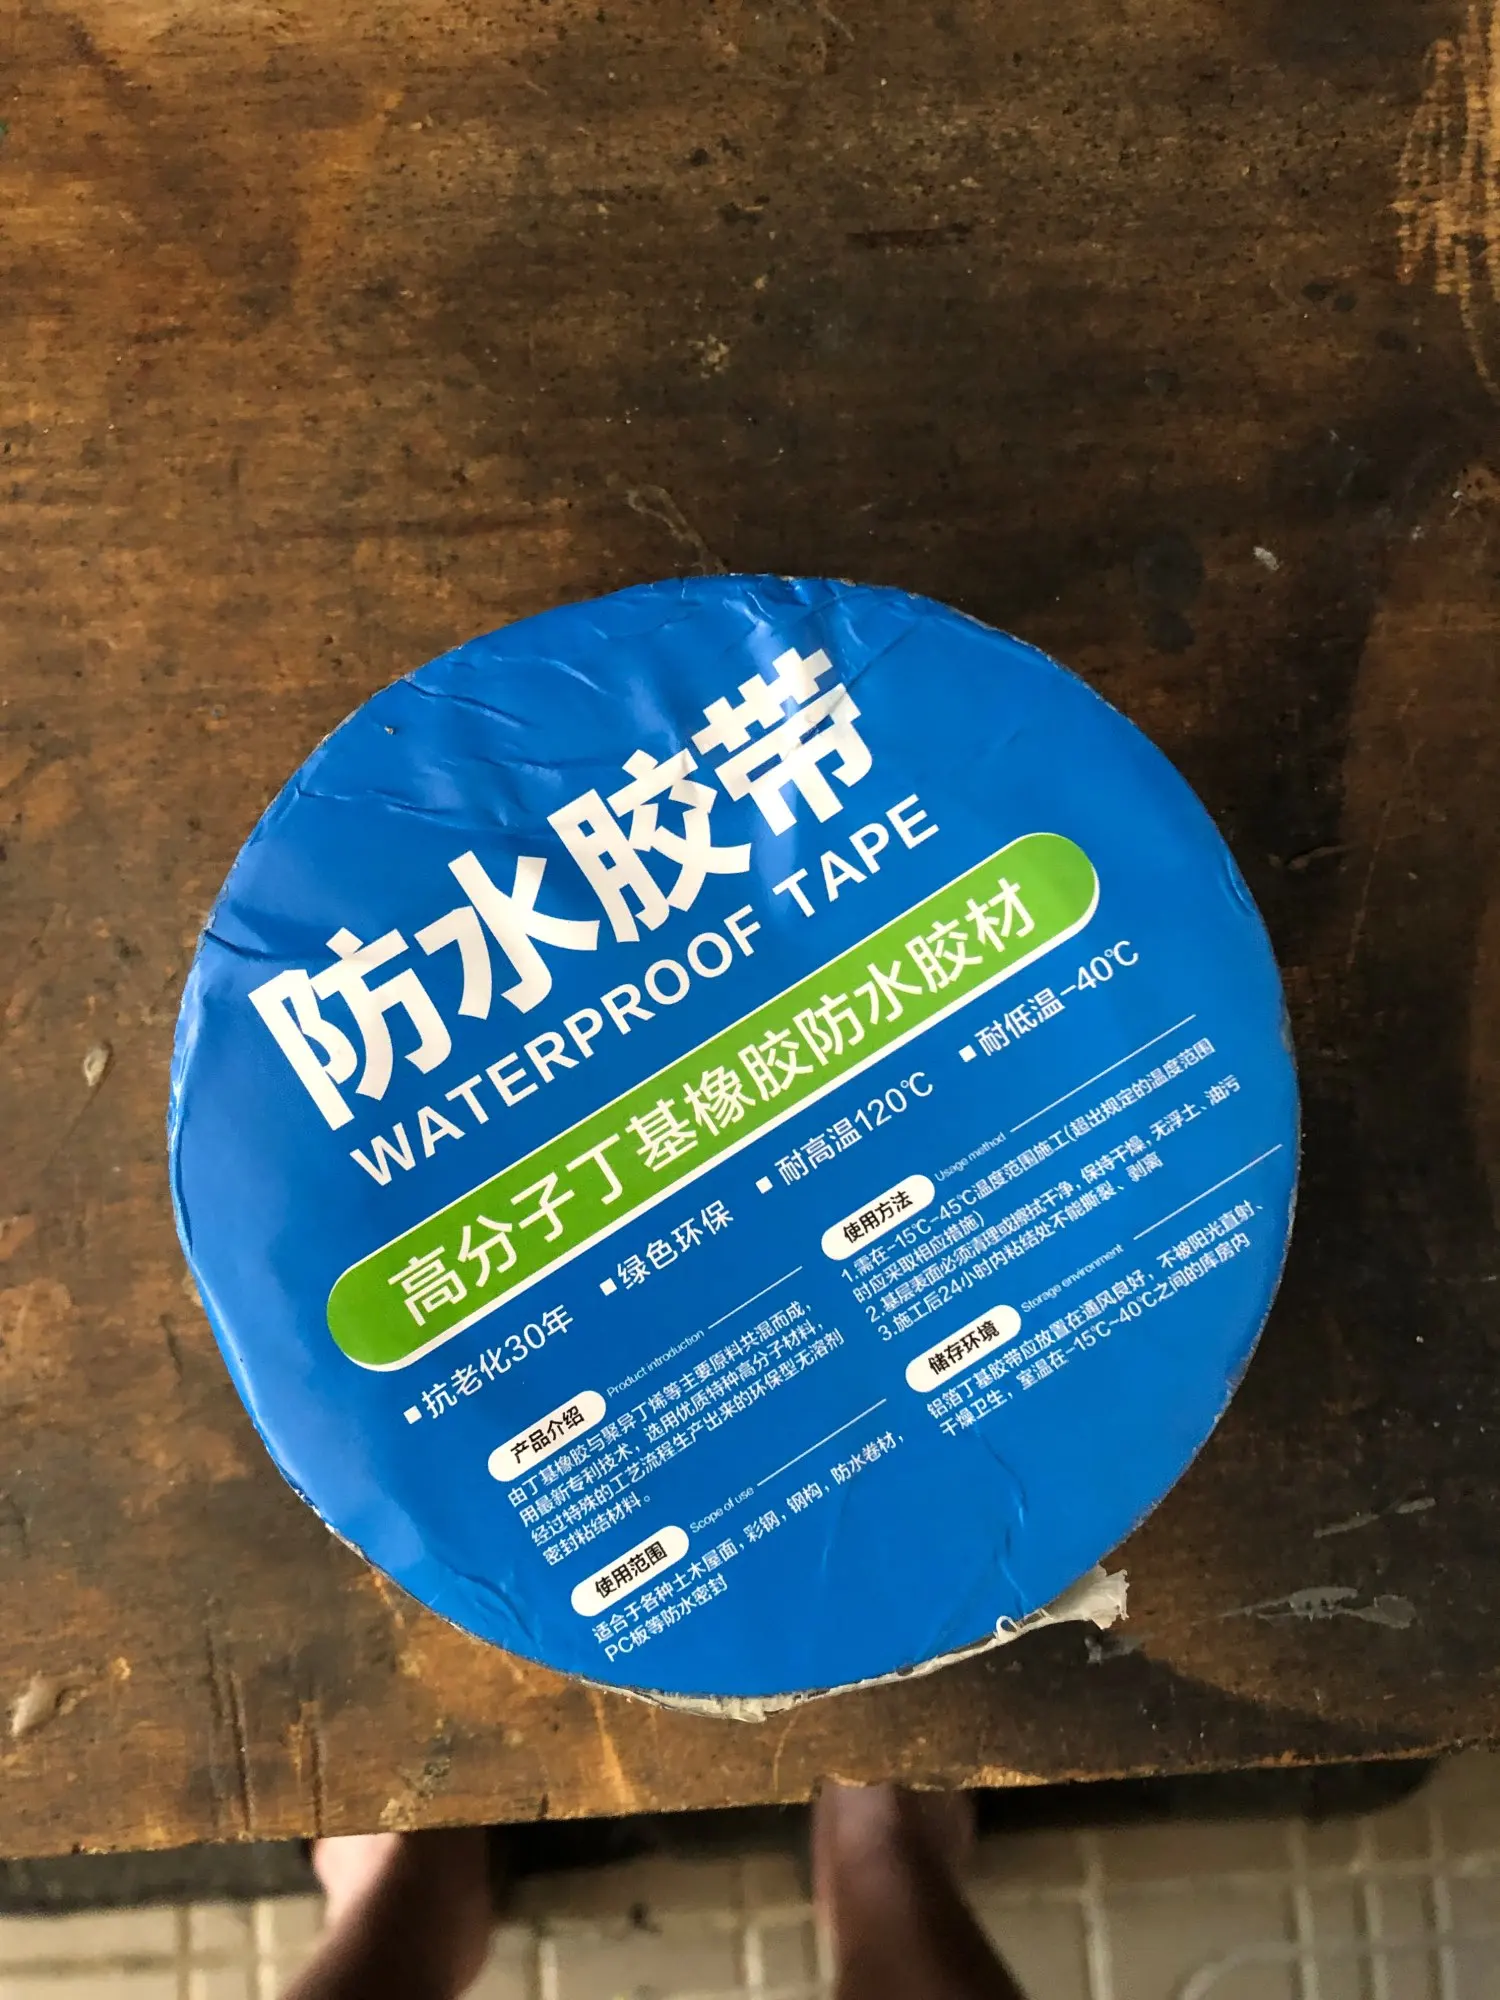 防水胶带
WATERPROOF TAPE
高分子丁基橡胶防水胶材
▪抗老化30年 ▪绿色环保 ▪耐高温120℃ ▪耐低温-40℃
产品介绍 Product introduction
由丁基橡胶与聚异丁烯等主要原料共混而成，
用最新专利技术，选用优质特种高分子材料，
经过特殊的工艺流程生产出来的环保型无溶剂
密封粘结材料。
使用范围 Scope of use
适合于各种土木屋面，彩钢，钢构，防水卷材，
PC板等防水密封
使用方法 Usage method
1.需在-15℃-45℃温度范围施工(超出规定的温度范围
时应采取相应措施)
2.基层表面必须清理或擦拭干净，保持干燥，无浮土、油污
3.施工后24小时内粘结处不能撕裂、剥离
储存环境 Storage environment
铝箔丁基胶带应放置在通风良好，不被阳光直射、
干燥卫生，室温在-15℃~40℃之间的库房内